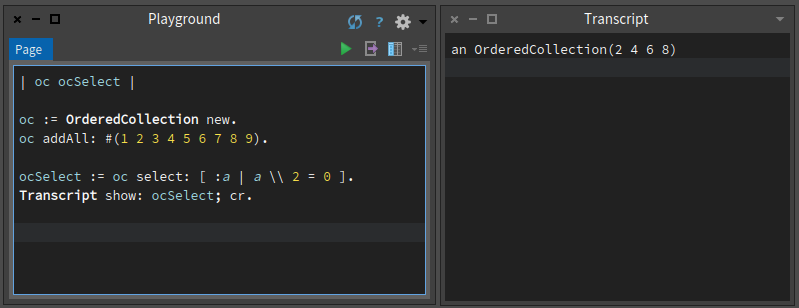 Playground
?
Page
| oc ocSelect |
oc := OrderedCollection new.
oc addAll: #(1 2 3 4 5 6 7 8 9).
ocSelect := oc select: [ :a | a \\ 2 = 0 ].
Transcript show: ocSelect; cr.
Transcript
an OrderedCollection(2 4 6 8)